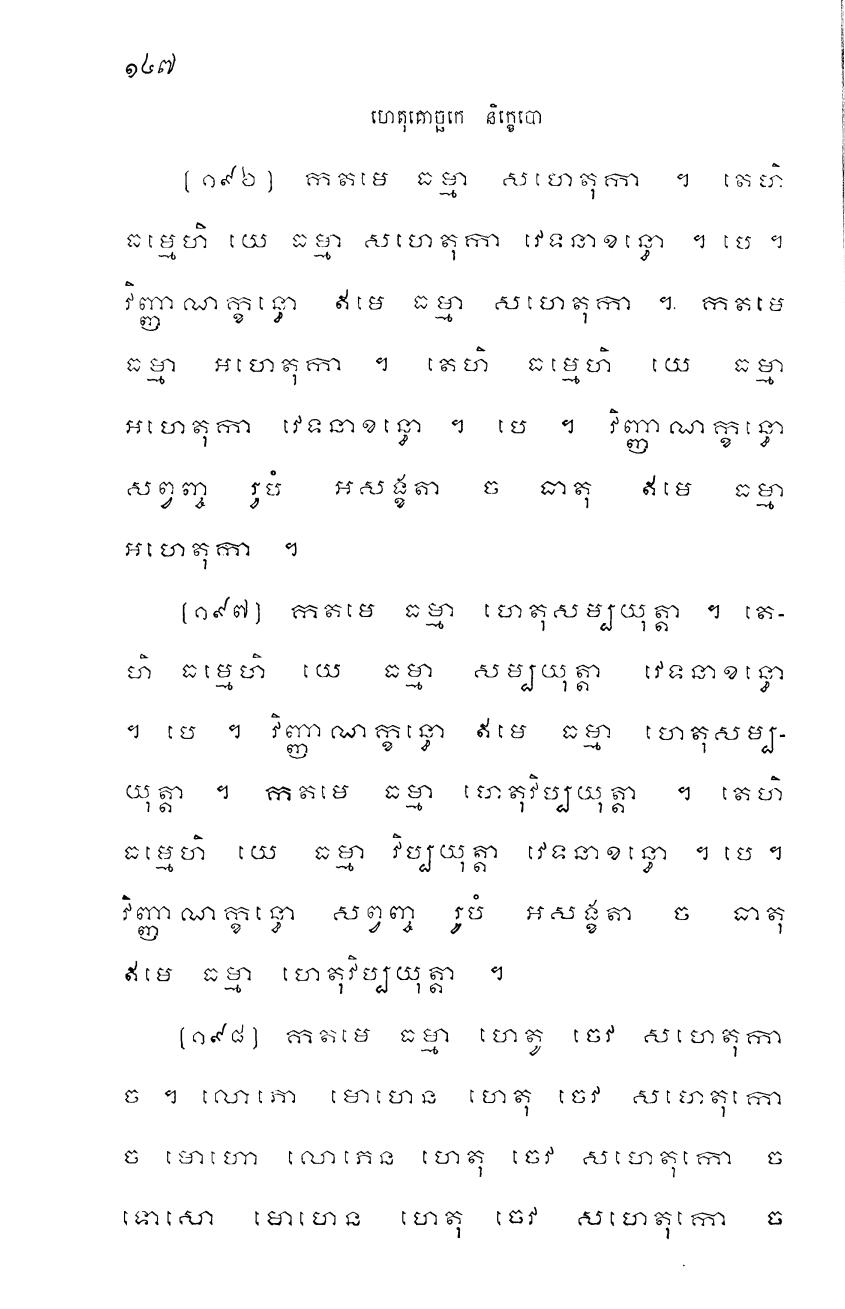 ១៤៧
ហេតុគោច្ឆកេ និក្ខេបោ
[១៩៦] កតមេ ធម្មា សហេតុកា ។ តេហិ
ធម្មេហិ យេ ធម្មា សហេតុកា វេទនាខន្ធោ ។ បេ ។
វិញ្ញាណក្ខន្ធោ ឥមេ ធម្មា សហេតុកា ។ កតមេ
ធម្មា អហេតុកា ។ តេហិ ធម្មេហិ យេ ធម្មា
អហេតុកា វេទនាខន្ធោ ។ បេ ។ វិញ្ញាណក្ខន្ធោ
សព្វញ្ច រូបំ អសង្ខតា ច ធាតុ ឥមេ ធម្មា
អហេតុកា ។
[១៩៧] កតមេ ធម្មា ហេតុសម្បយុត្តា ។ តេ-
ហិ ធម្មេហិ យេ ធម្មា សម្បយុត្តា វេទនាខន្ធោ
។ បេ ។ វិញ្ញាណក្ខន្ធោ ឥមេ ធម្មា ហេតុសម្ប-
យុត្តា ។ កតមេ ធម្មា ហេតុវិប្បយុត្តា ។ តេហិ
ធម្មេហិ យេ ធម្មា វិប្បយុត្តា វេទនាខន្ធោ ។ បេ ។
វិញ្ញាណក្ខន្ធោ សព្វញ្ច រូបំ អសង្ខតា ច ធាតុ
ឥមេ ធម្មា ហេតុវិប្បយុត្តា ។
[១៩៨] កតមេ ធម្មា ហេតូ ចេវ សហេតុកា
ច ។ លោភោ មោហេន ហេតុ ចេវ សហេតុកោ
ច មោហោ លោភេន ហេតុ ចេវ សហេតុកោ ច
ទោសោ មោហេន ហេតុ ចេវ សហេតុកោ ច